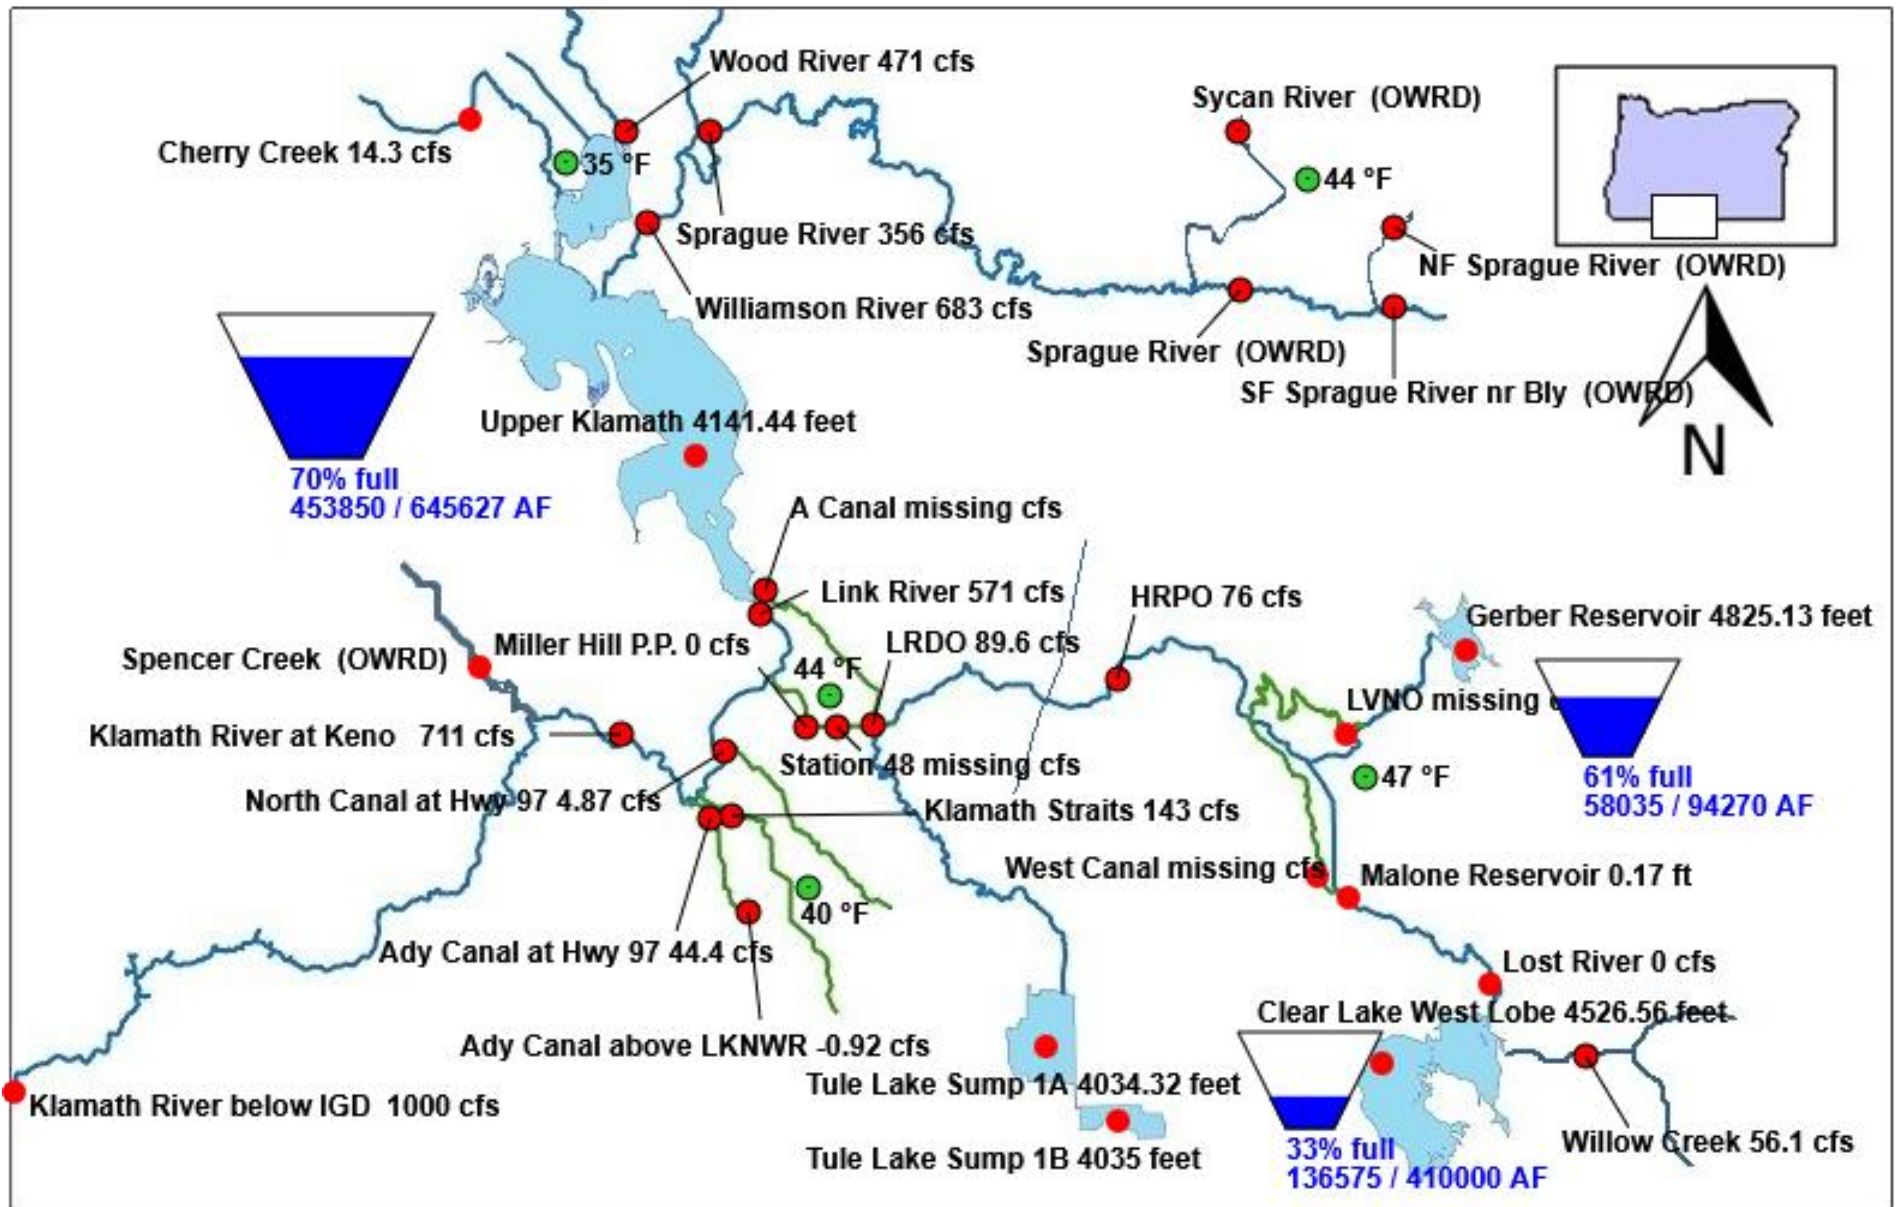 Wood River 471 cfs
Sycan River (OWRD)
Cherry Creek 14.3 cfs
35 °F
44 °F
Sprague River 356 cfs
NF Sprague River (OWRD)
Williamson River 683 cfs
Sprague River (OWRD)
SF Sprague River nr Bly (OWRD)
N
Upper Klamath 4141.44 feet
70% full
453850 / 645627 AF
A Canal missing cfs
Link River 571 cfs
HRPO 76 cfs
Gerber Reservoir 4825.13 feet
Miller Hill P.P. 0 cfs
LRDO 89.6 cfs
Spencer Creek (OWRD)
44 °F
LVNO missing
Klamath River at Keno 711 cfs
Station 48 missing cfs
47 °F
61% full
58035 / 94270 AF
North Canal at Hwy 97 4.87 cfs
Klamath Straits 143 cfs
West Canal missing cfs
Malone Reservoir 0.17 ft
40 °F
Ady Canal at Hwy 97 44.4 cfs
Lost River 0 cfs
Clear Lake West Lobe 4526.56 feet
Ady Canal above LKNWR -0.92 cfs
Tule Lake Sump 1A 4034.32 feet
Klamath River below IGD 1000 cfs
Willow Creek 56.1 cfs
33% full
136575 / 410000 AF
Tule Lake Sump 1B 4035 feet